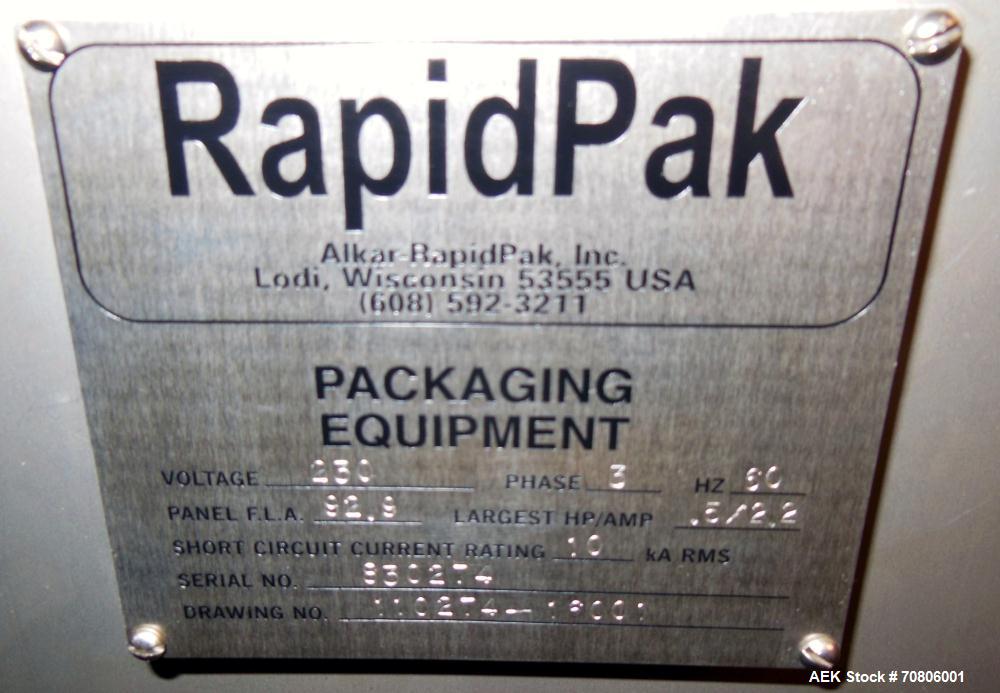 RapidPak
Alkar-RapidPak, Inc.
Lodi, Wisconsin 53555 USA
(608) 592-3211
PACKAGING
EQUIPMENT
VOLTAGE 230 PHASE 3 HZ 60
PANEL F.L.A. 92.9 LARGEST HP/AMP .5/2.2
SHORT CIRCUIT CURRENT RATING 10 kA RMS
SERIAL NO.
DRAWING NO.
AEK Stock # 70806001